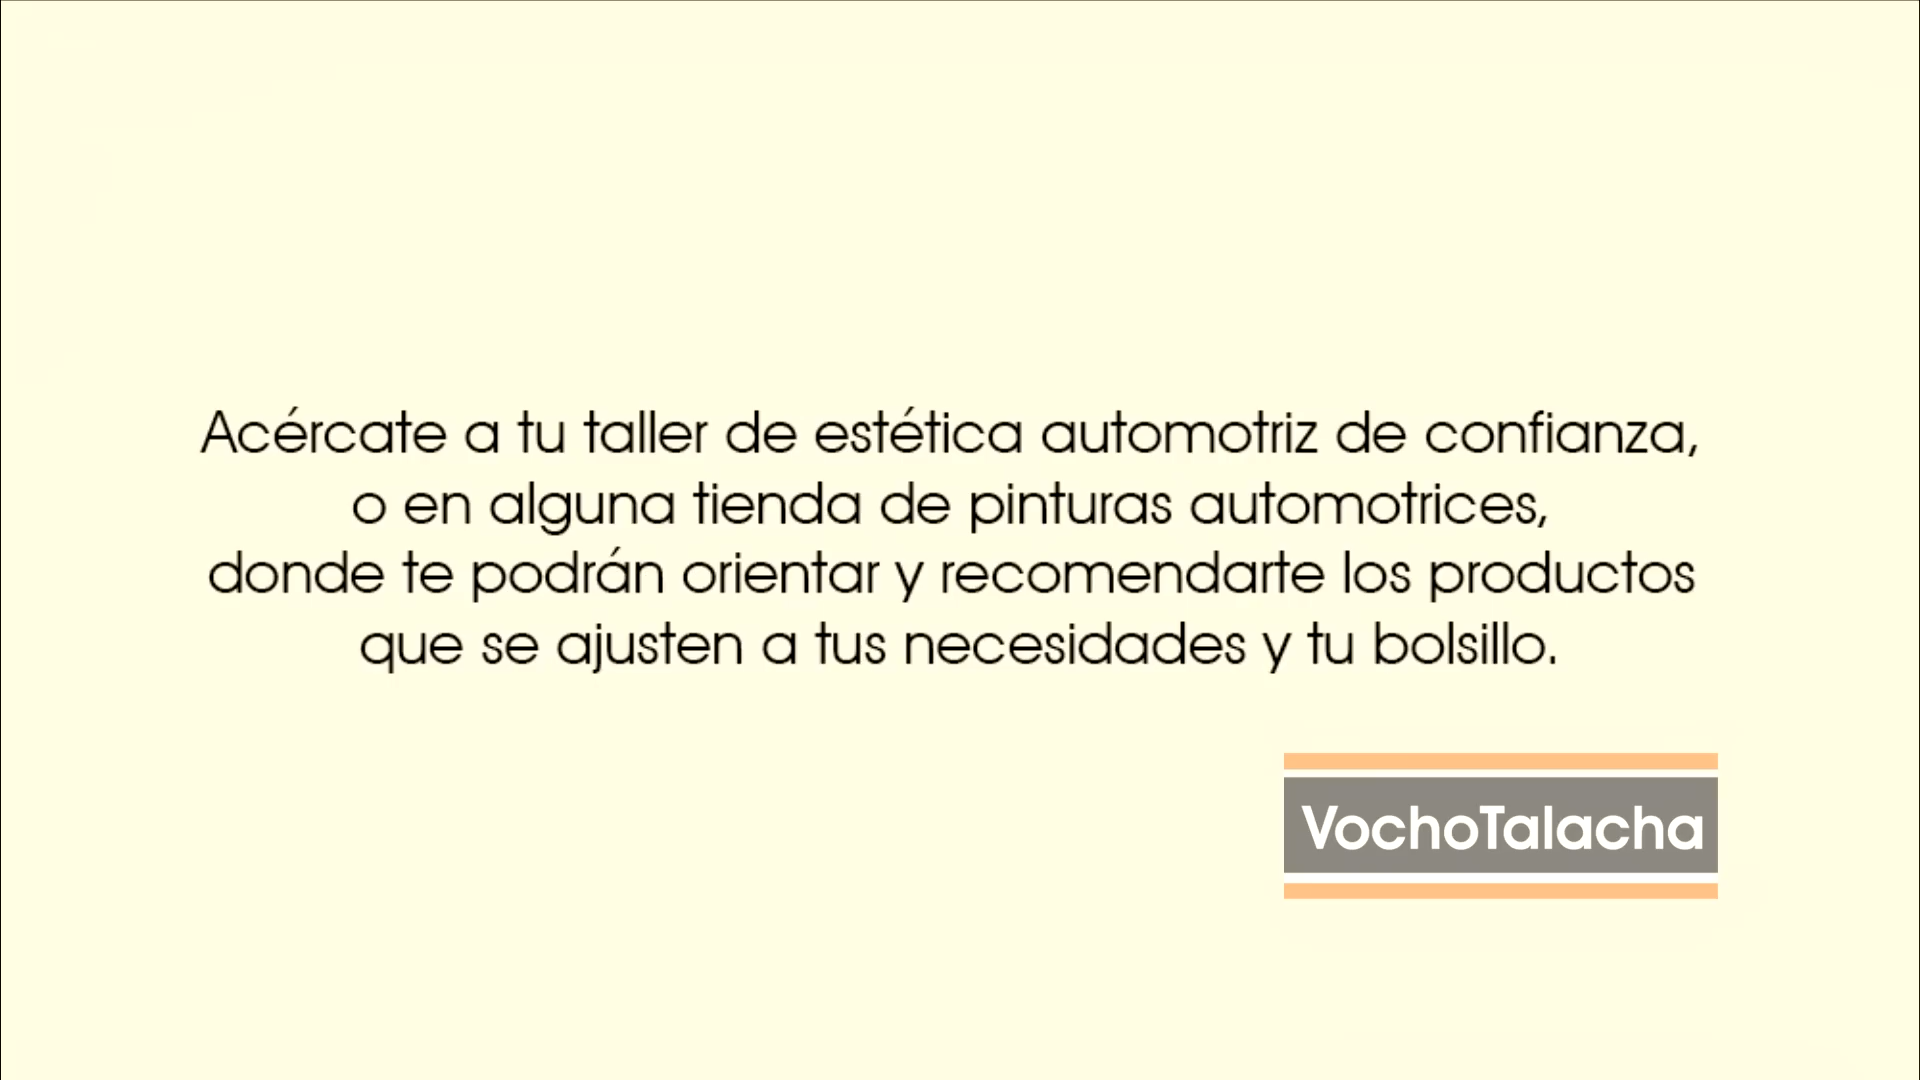 Acércate a tu taller de estética automotriz de confianza,
o en alguna tienda de pinturas automotrices,
donde te podrán orientar y recomendarte los productos
que se ajusten a tus necesidades y tu bolsillo.
VochoTalacha